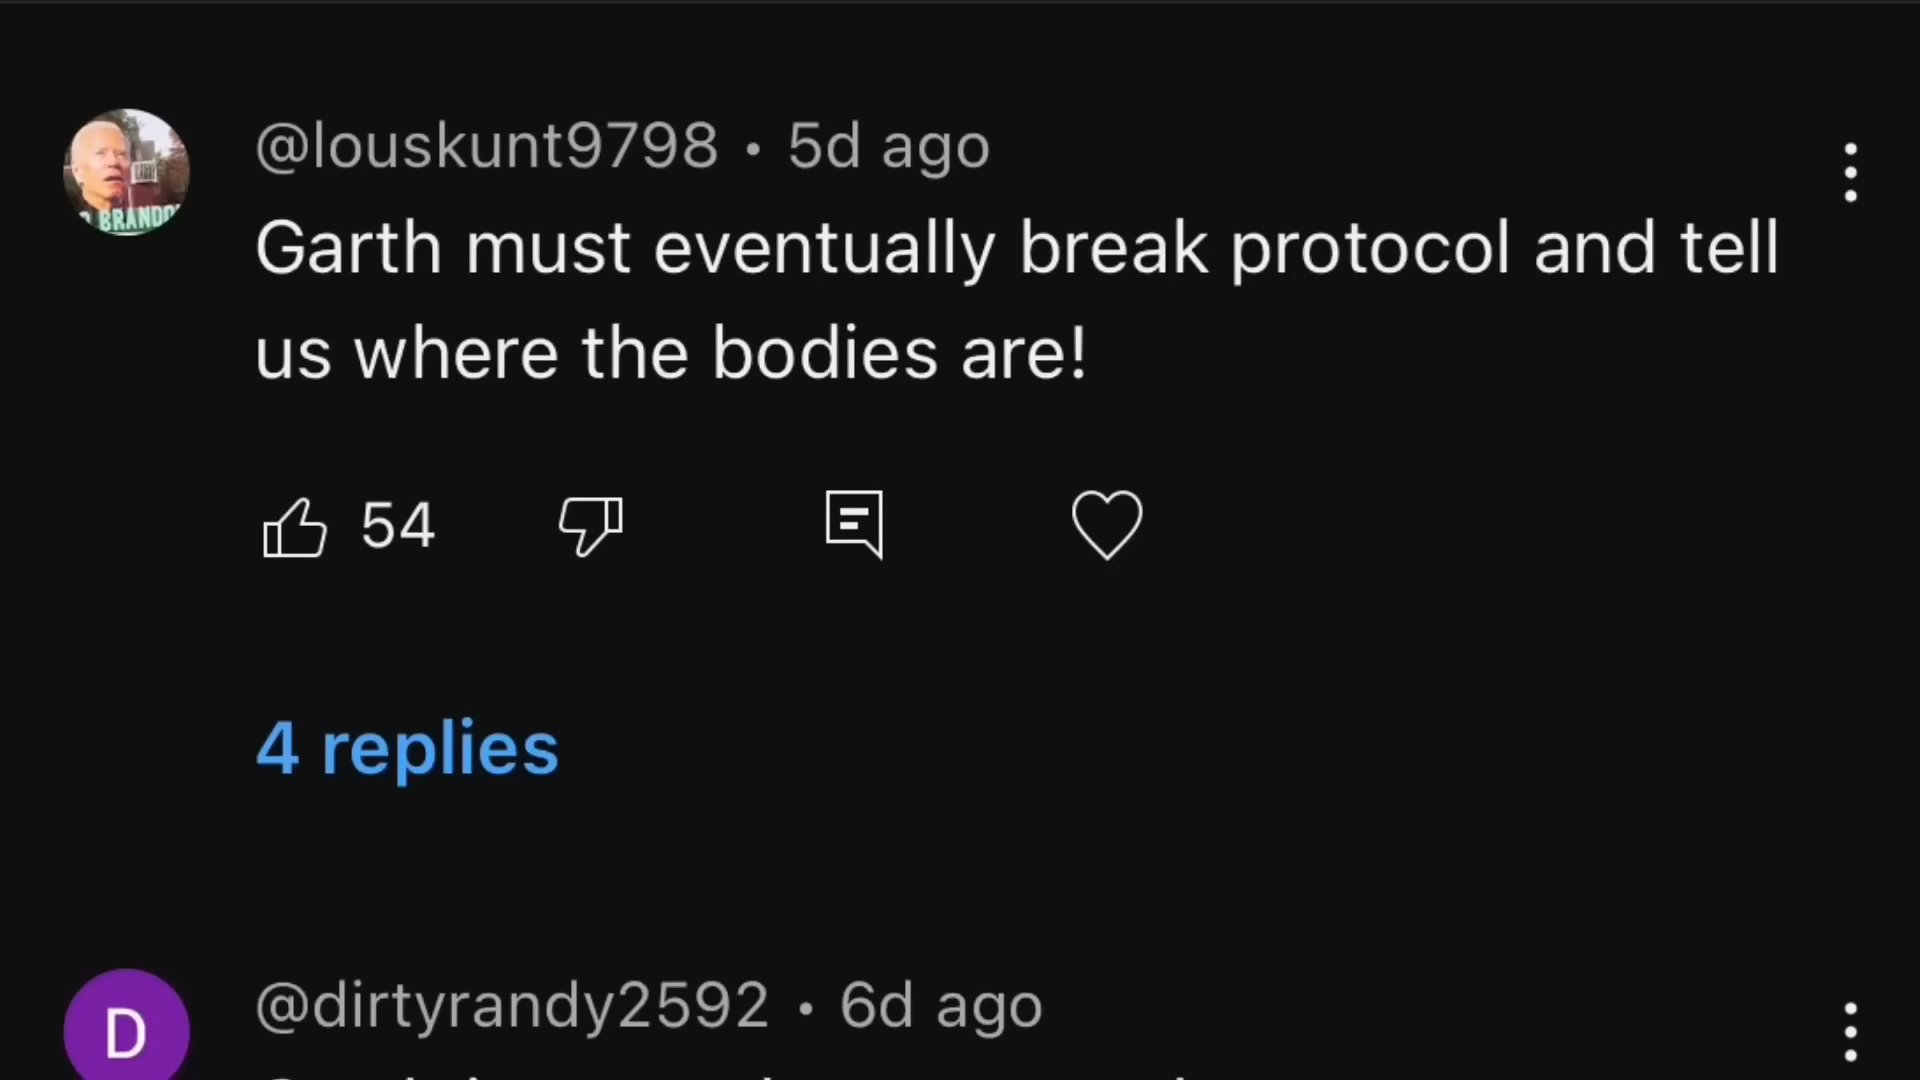 @louskunt9798 • 5d ago
BRANDO
Garth must eventually break protocol and tell
us where the bodies are!
54
4 replies
@dirtyrandy2592 • 6d ago
D